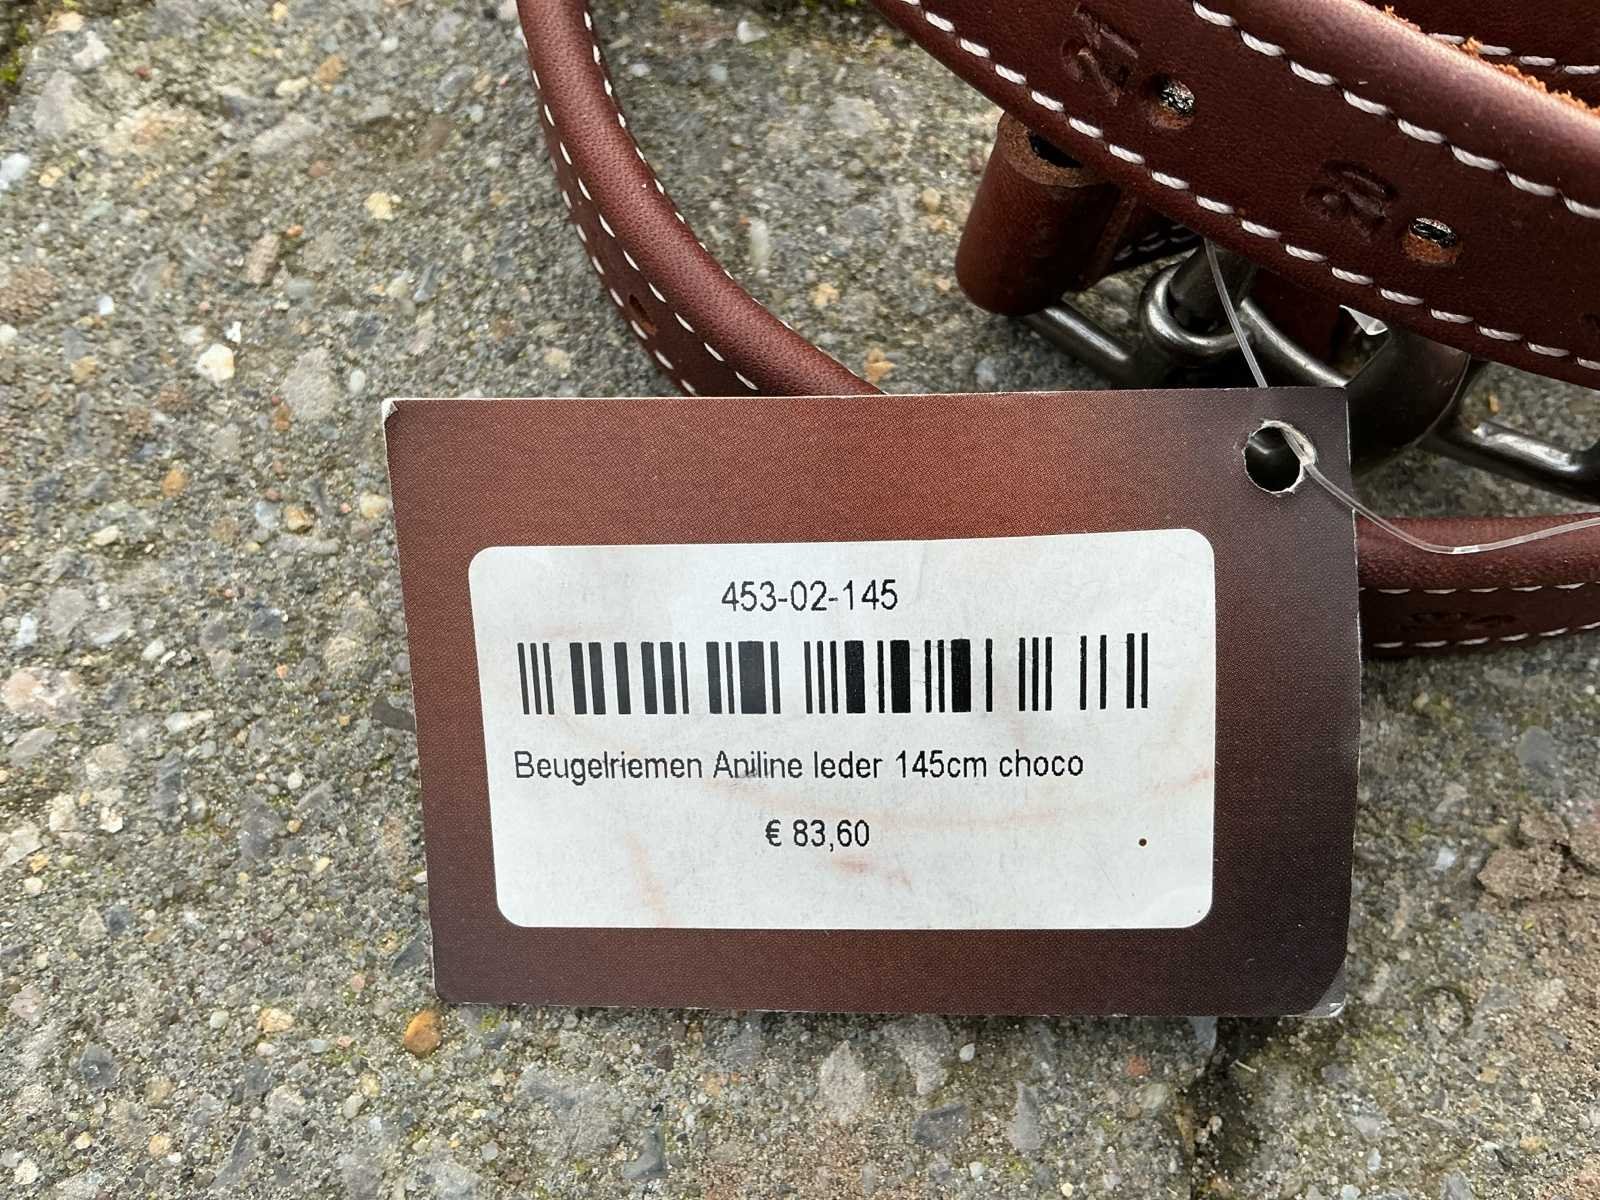 453-02-145
Beugelriemen Aniline leder 145cm choco
€ 83,60